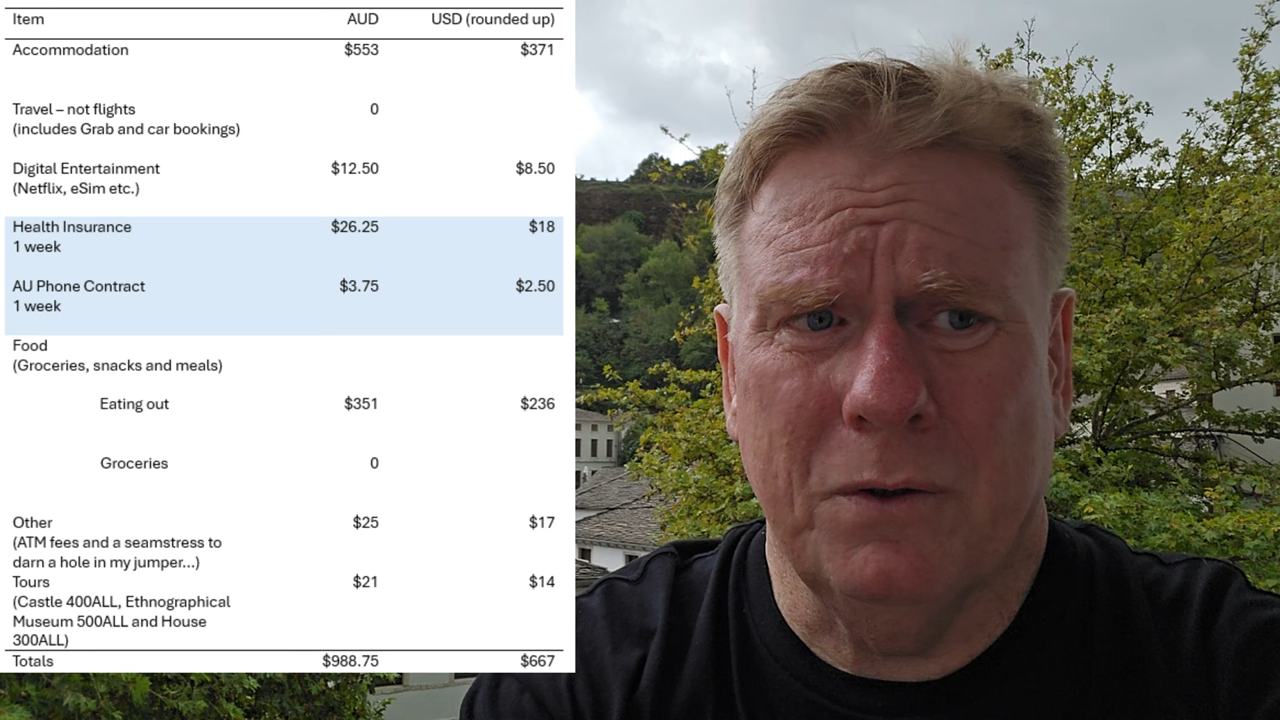 Item AUD USD (rounded up)
Accommodation $553 $371
Travel – not flights 0
(includes Grab and car bookings)
Digital Entertainment $12.50 $8.50
(Netflix, eSim etc.)
Health Insurance $26.25 $18
1 week
AU Phone Contract $3.75 $2.50
1 week
Food
(Groceries, snacks and meals)
Eating out $351 $236
Groceries 0
Other $25 $17
(ATM fees and a seamstress to
darn a hole in my jumper...)
Tours $21 $14
(Castle 400ALL, Ethnographical
Museum 500ALL and House
300ALL)
Totals $988.75 $667